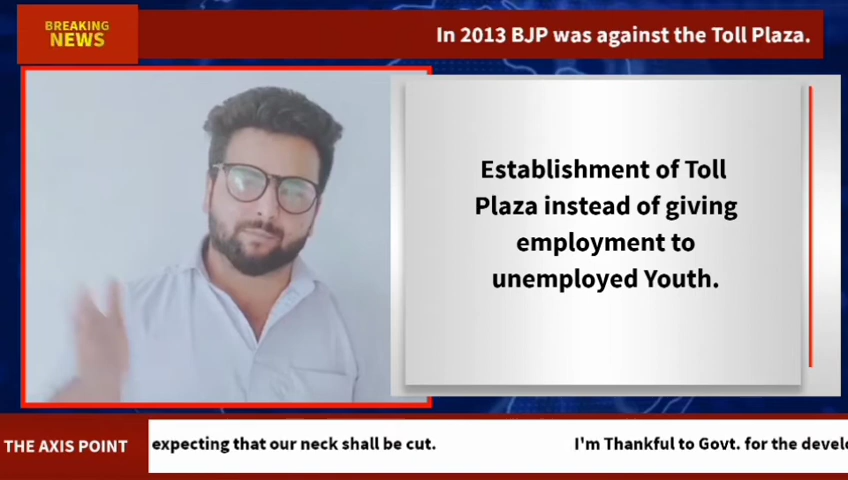 BREAKING
NEWS
In 2013 BJP was against the Toll Plaza.
Establishment of Toll
Plaza instead of giving
employment to
unemployed Youth.
THE AXIS POINT
expecting that our neck shall be cut.
I'm Thankful to Govt. for the